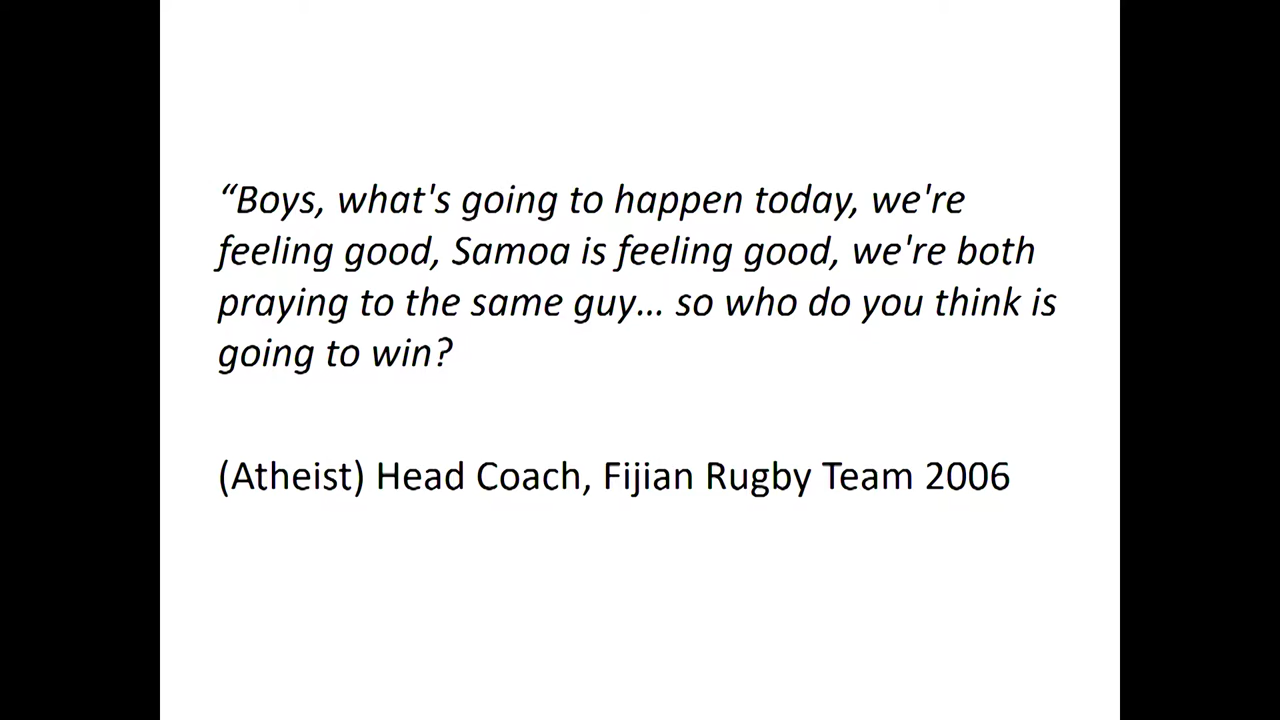 “Boys, what's going to happen today, we're
feeling good, Samoa is feeling good, we're both
praying to the same guy… so who do you think is
going to win?
(Atheist) Head Coach, Fijian Rugby Team 2006